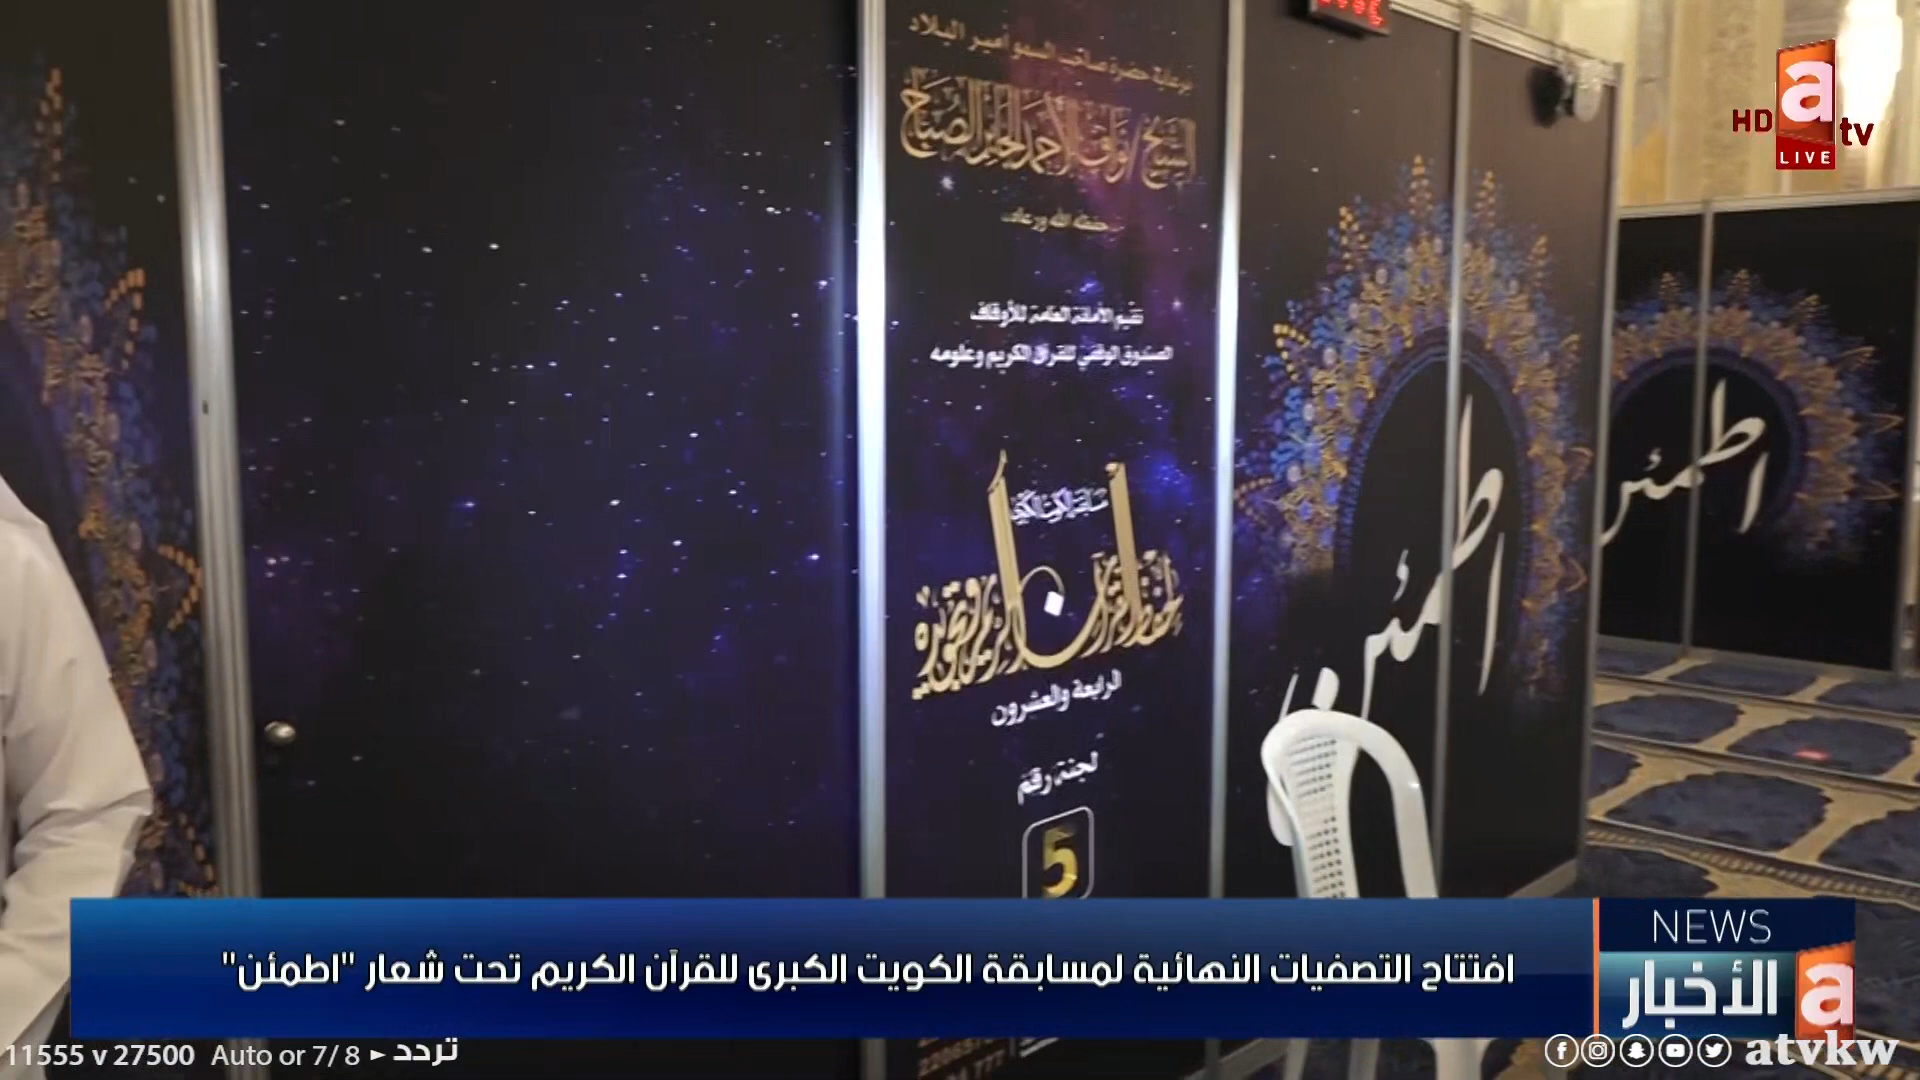 برعاية حضرة صاحب السمو أمير البلاد
الشيخ/ نواف الأحمد الجابر الصباح
حفظه الله ورعاه
تقيم الأمانة العامة للأوقاف
الصندوق الوقفي للقرآن الكريم وعلومه
مسابقة الكويت الكبرى
لحفظ القرآن الكريم وتجويده
الرابعة والعشرون
لجنة رقم
5
اطمئن
اطمئن
HD a tv
LIVE
افتتاح التصفيات النهائية لمسابقة الكويت الكبرى للقرآن الكريم تحت شعار "اطمئن"
NEWS
الأخبار a
11555 v 27500 Auto or 7/8 ► تردد
atvkw